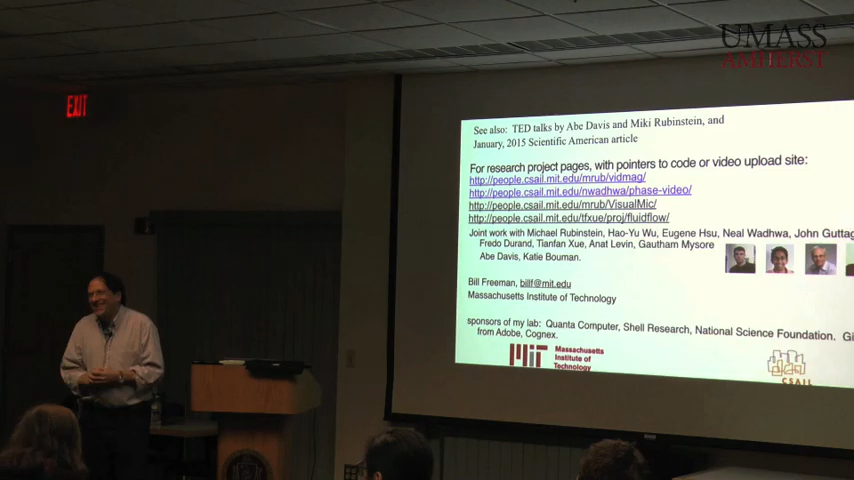 UMASS
AMHERST
EXIT
See also: TED talks by Abe Davis and Miki Rubinstein, and
January, 2015 Scientific American article
For research project pages, with pointers to code or video upload site:
http://people.csail.mit.edu/mrub/vidmag/
http://people.csail.mit.edu/nwadhwa/phase-video/
http://people.csail.mit.edu/mrub/VisualMic/
http://people.csail.mit.edu/tfxue/proj/fluidflow/
Joint work with Michael Rubinstein, Hao-Yu Wu, Eugene Hsu, Neal Wadhwa, John Guttag
Fredo Durand, Tianfan Xue, Anat Levin, Gautham Mysore
Abe Davis, Katie Bouman.
Bill Freeman, billf@mit.edu
Massachusetts Institute of Technology
sponsors of my lab: Quanta Computer, Shell Research, National Science Foundation. Gi
from Adobe, Cognex.
Massachusetts
Institute of
Technology
CSAIL